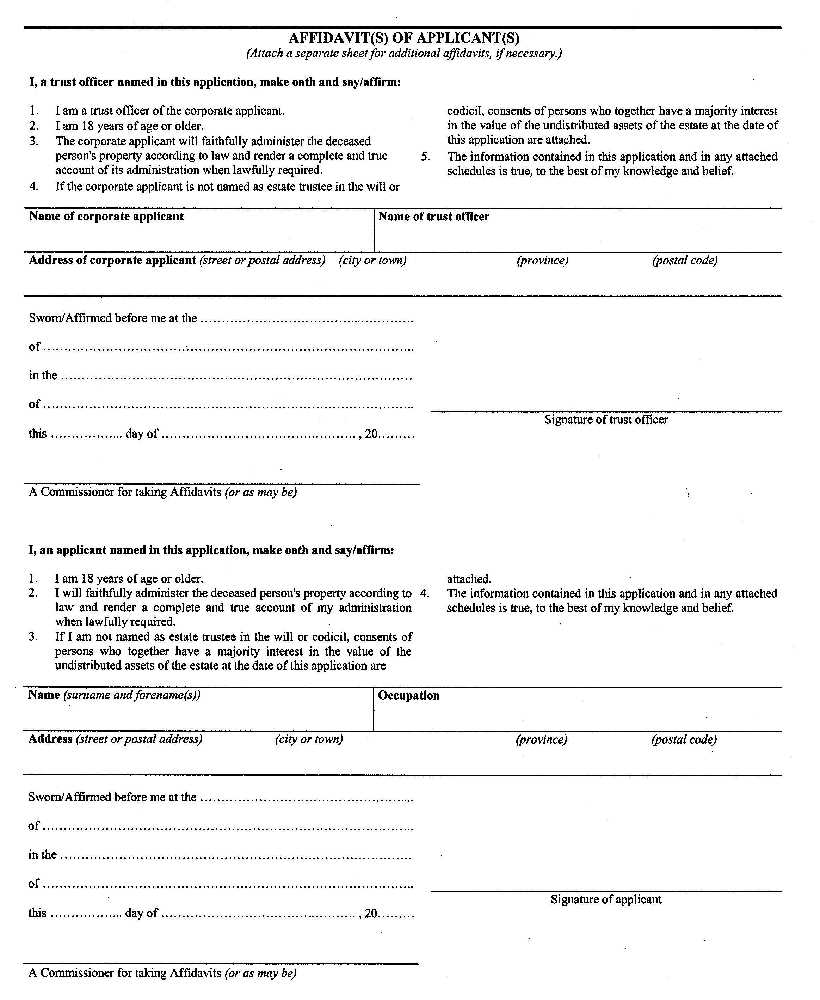 AFFIDAVIT(S) OF APPLICANT(S)
(Attach a separate sheet for additional affidavits, if necessary.)
I, a trust officer named in this application, make oath and say/affirm:
1. I am a trust officer of the corporate applicant.
2. I am 18 years of age or older.
3. The corporate applicant will faithfully administer the deceased
person's property according to law and render a complete and true
account of its administration when lawfully required.
4. If the corporate applicant is not named as estate trustee in the will or
codicil, consents of persons who together have a majority interest
in the value of the undistributed assets of the estate at the date of
this application are attached.
5. The information contained in this application and in any attached
schedules is true, to the best of my knowledge and belief.
Name of corporate applicant
Name of trust officer
Address of corporate applicant (street or postal address) (city or town) (province) (postal code)
Sworn/Affirmed before me at the ....................................................
of ........................................................................................
in the ....................................................................................
of ........................................................................................
this ................. day of ............................................... , 20.........
Signature of trust officer
A Commissioner for taking Affidavits (or as may be)
I, an applicant named in this application, make oath and say/affirm:
1. I am 18 years of age or older.
2. I will faithfully administer the deceased person's property according to
law and render a complete and true account of my administration
when lawfully required.
3. If I am not named as estate trustee in the will or codicil, consents of
persons who together have a majority interest in the value of the
undistributed assets of the estate at the date of this application are
attached.
4. The information contained in this application and in any attached
schedules is true, to the best of my knowledge and belief.
Name (surname and forename(s))
Occupation
Address (street or postal address) (city or town) (province) (postal code)
Sworn/Affirmed before me at the ....................................................
of ........................................................................................
in the ....................................................................................
of ........................................................................................
this ................. day of ............................................... , 20.........
Signature of applicant
A Commissioner for taking Affidavits (or as may be)